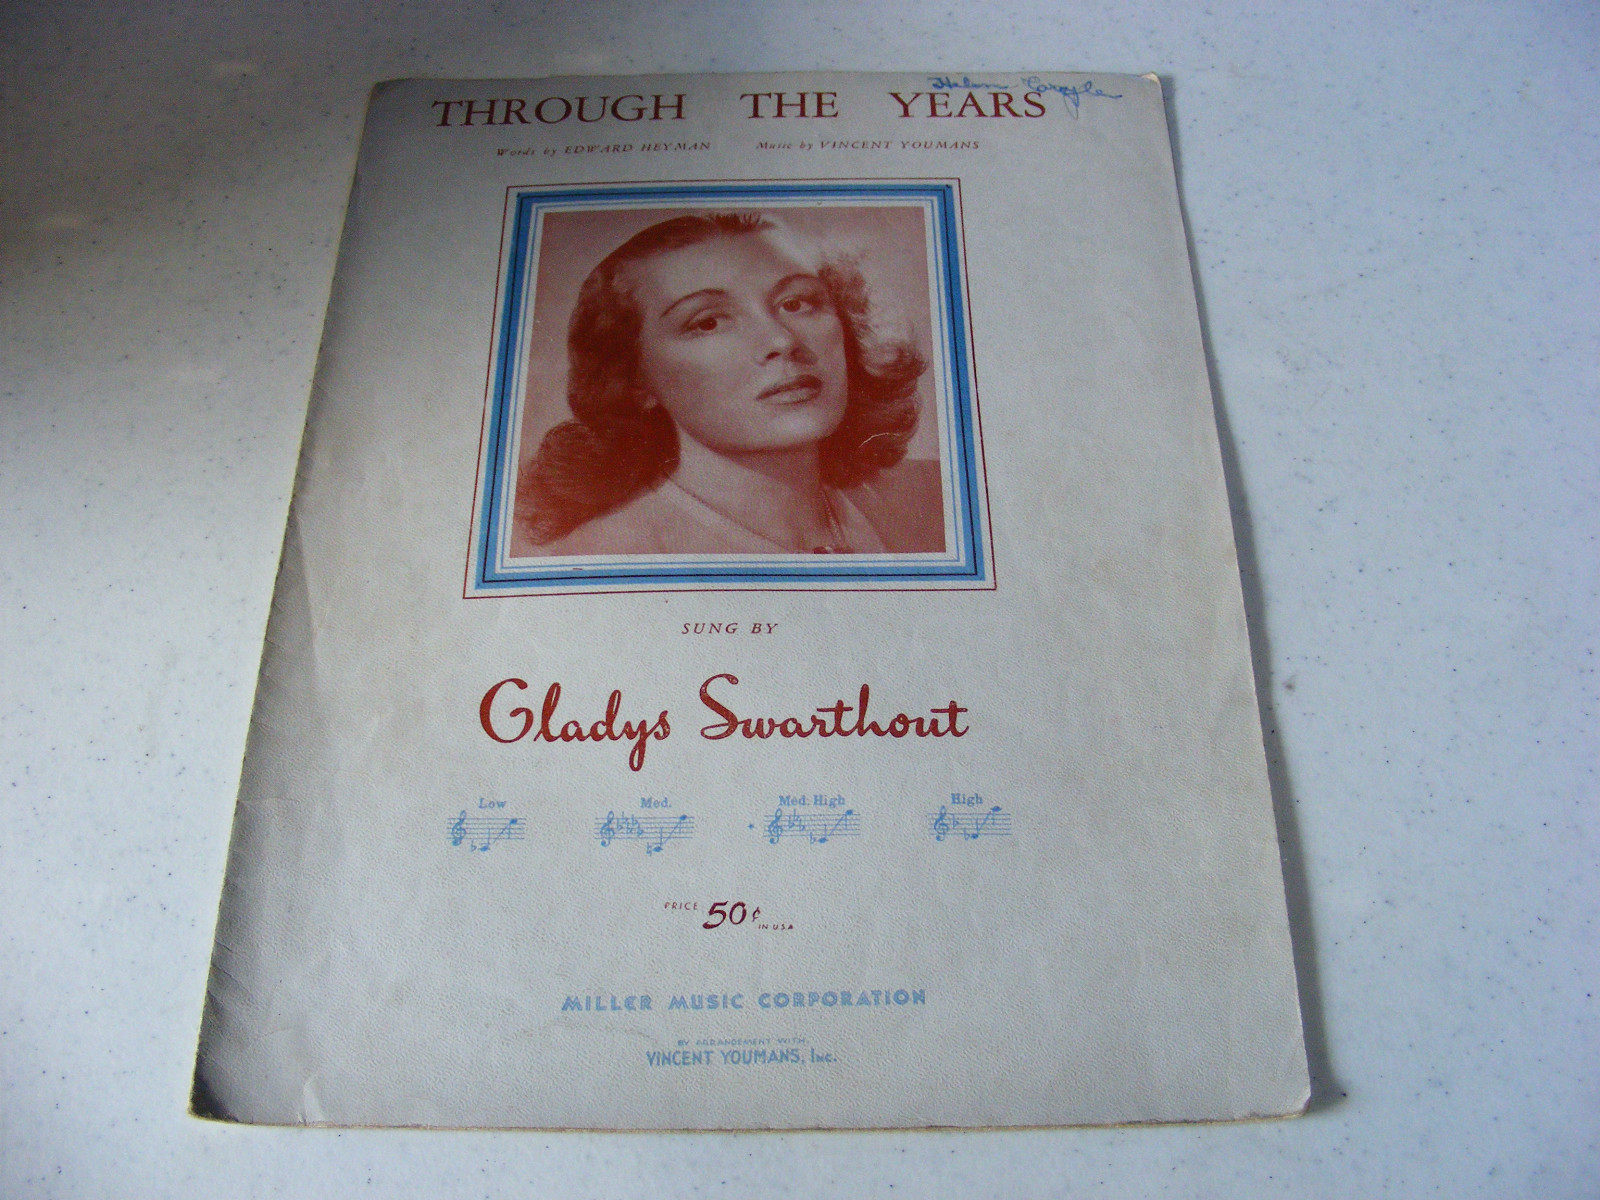 Helen
THROUGH THE YEARS
Words by EDWARD HEYMAN Music by VINCENT YOUMANS
SUNG BY
Gladys Swarthout
Low Med. Med. High High
PRICE 50¢ IN U.S.A
MILLER MUSIC CORPORATION
BY ARRANGEMENT WITH
VINCENT YOUMANS, Inc.